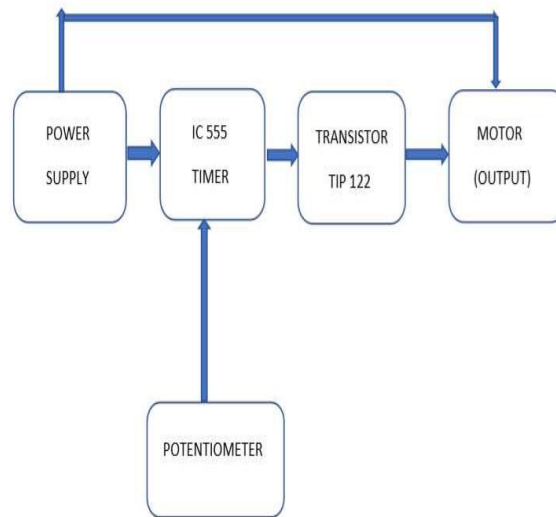 POWER
SUPPLY
IC 555
TIMER
TRANSISTOR
TIP 122
MOTOR
(OUTPUT)
POTENTIOMETER